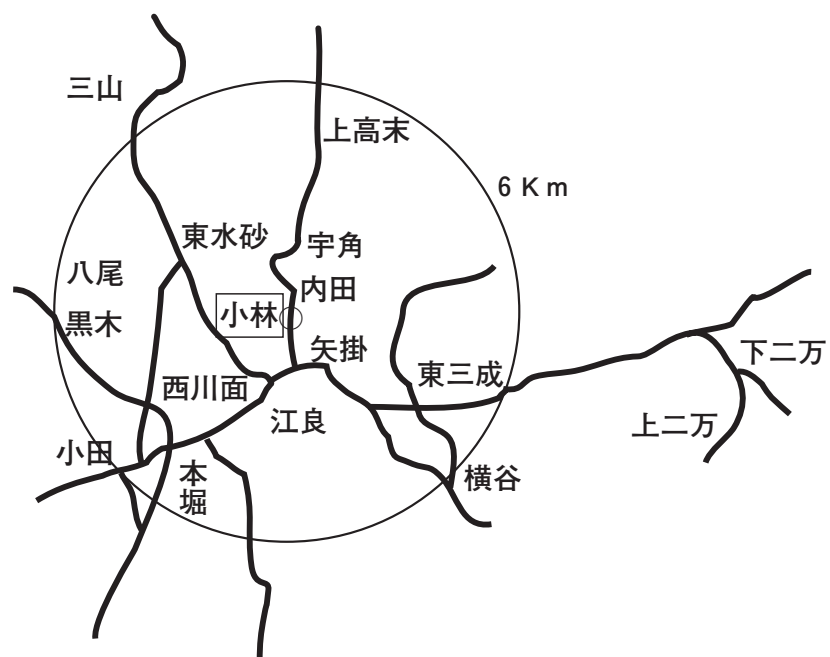 三山
上高末
6Km
東水砂
宇角
八尾
内田
小林
黒木
矢掛
下二万
東三成
西川面
江良
上二万
小田
本堀
横谷